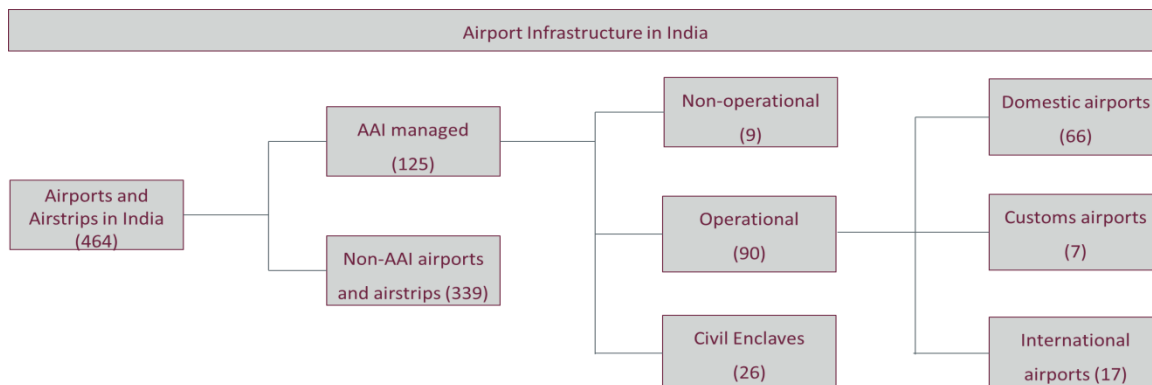 Airport Infrastructure in India
Airports and
Airstrips in India
(464)
AAI managed
(125)
Non-AAI airports
and airstrips (339)
Non-operational
(9)
Operational
(90)
Civil Enclaves
(26)
Domestic airports
(66)
Customs airports
(7)
International
airports (17)